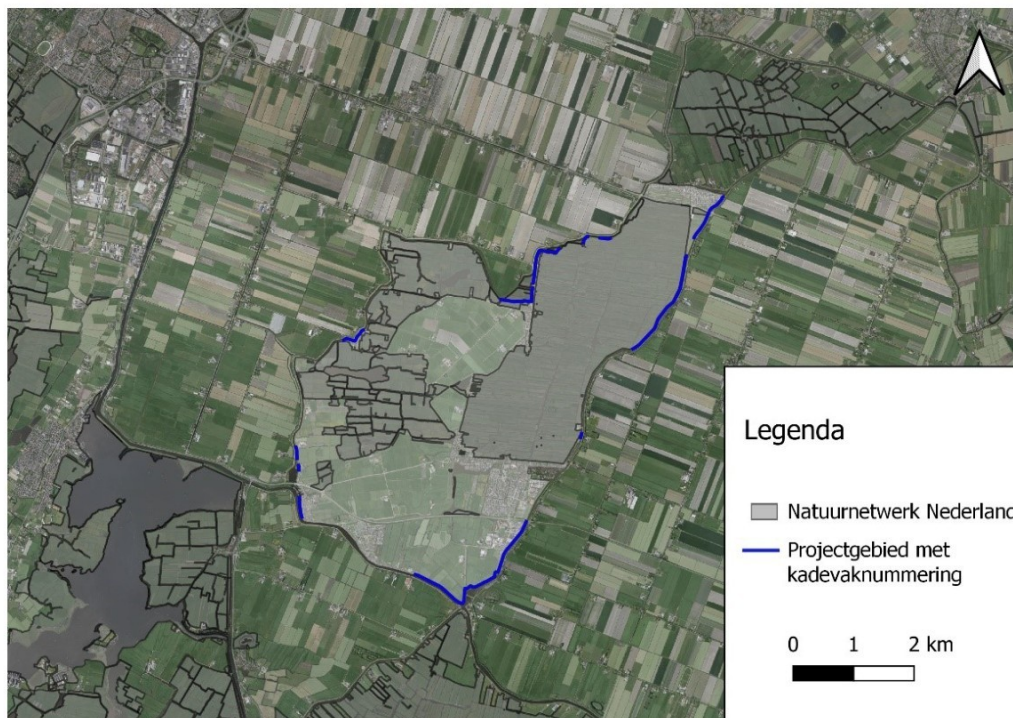 Legenda
Natuurnetwerk Nederland
Projectgebied met
kadevaknummering
0 1 2 km